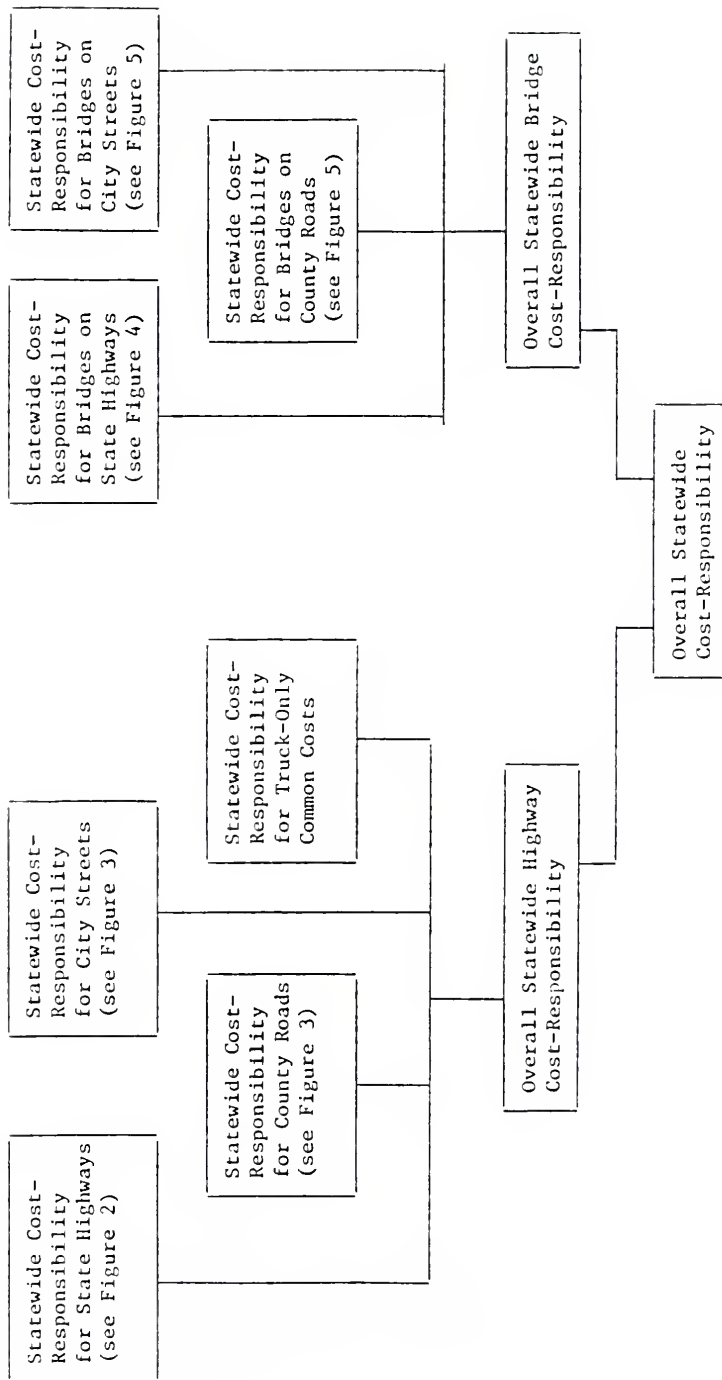 Statewide Cost-
Responsibility
for State Highways
(see Figure 2)
Statewide Cost-
Responsibility
for County Roads
(see Figure 3)
Statewide Cost-
Responsibility
for City Streets
(see Figure 3)
Statewide Cost-
Responsibility
for Truck-Only
Common Costs
Statewide Cost-
Responsibility
for Bridges on
State Highways
(see Figure 4)
Statewide Cost-
Responsibility
for Bridges on
County Roads
(see Figure 5)
Statewide Cost-
Responsibility
for Bridges on
City Streets
(see Figure 5)
Overall Statewide Highway
Cost-Responsibility
Overall Statewide Bridge
Cost-Responsibility
Overall Statewide
Cost-Responsibility